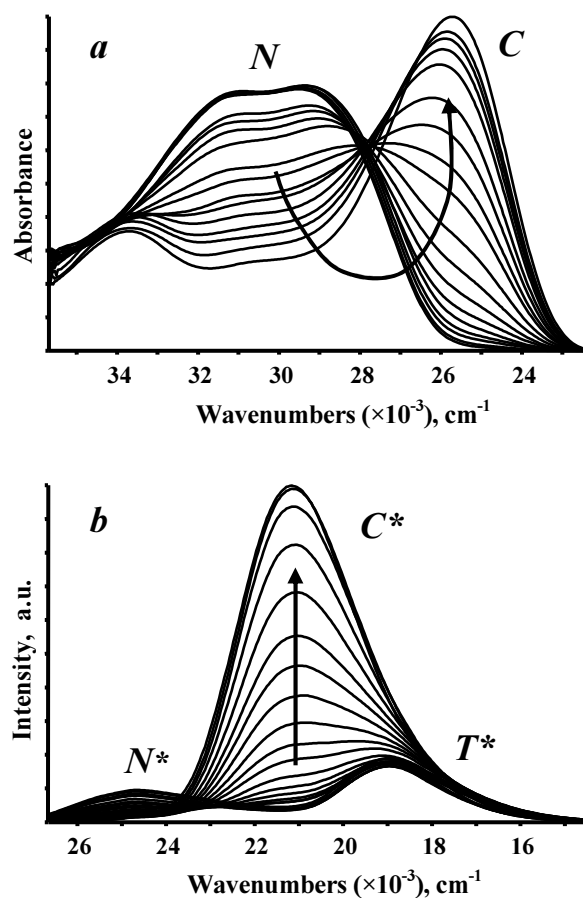 a
N
C
Absorbance
34 32 30 28 26 24
Wavenumbers (×10⁻³), cm⁻¹
b
C*
N*
T*
Intensity, a.u.
26 24 22 20 18 16
Wavenumbers (×10⁻³), cm⁻¹